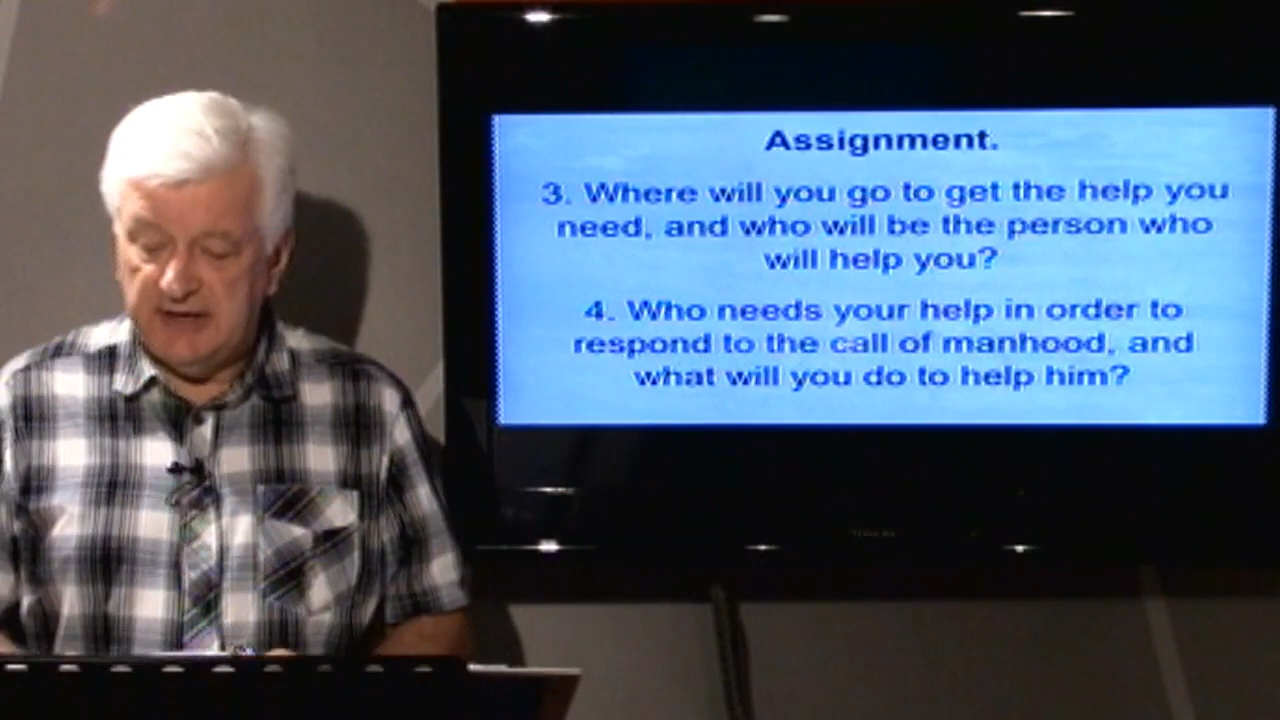 Assignment.
3. Where will you go to get the help you
need, and who will be the person who
will help you?
4. Who needs your help in order to
respond to the call of manhood, and
what will you do to help him?